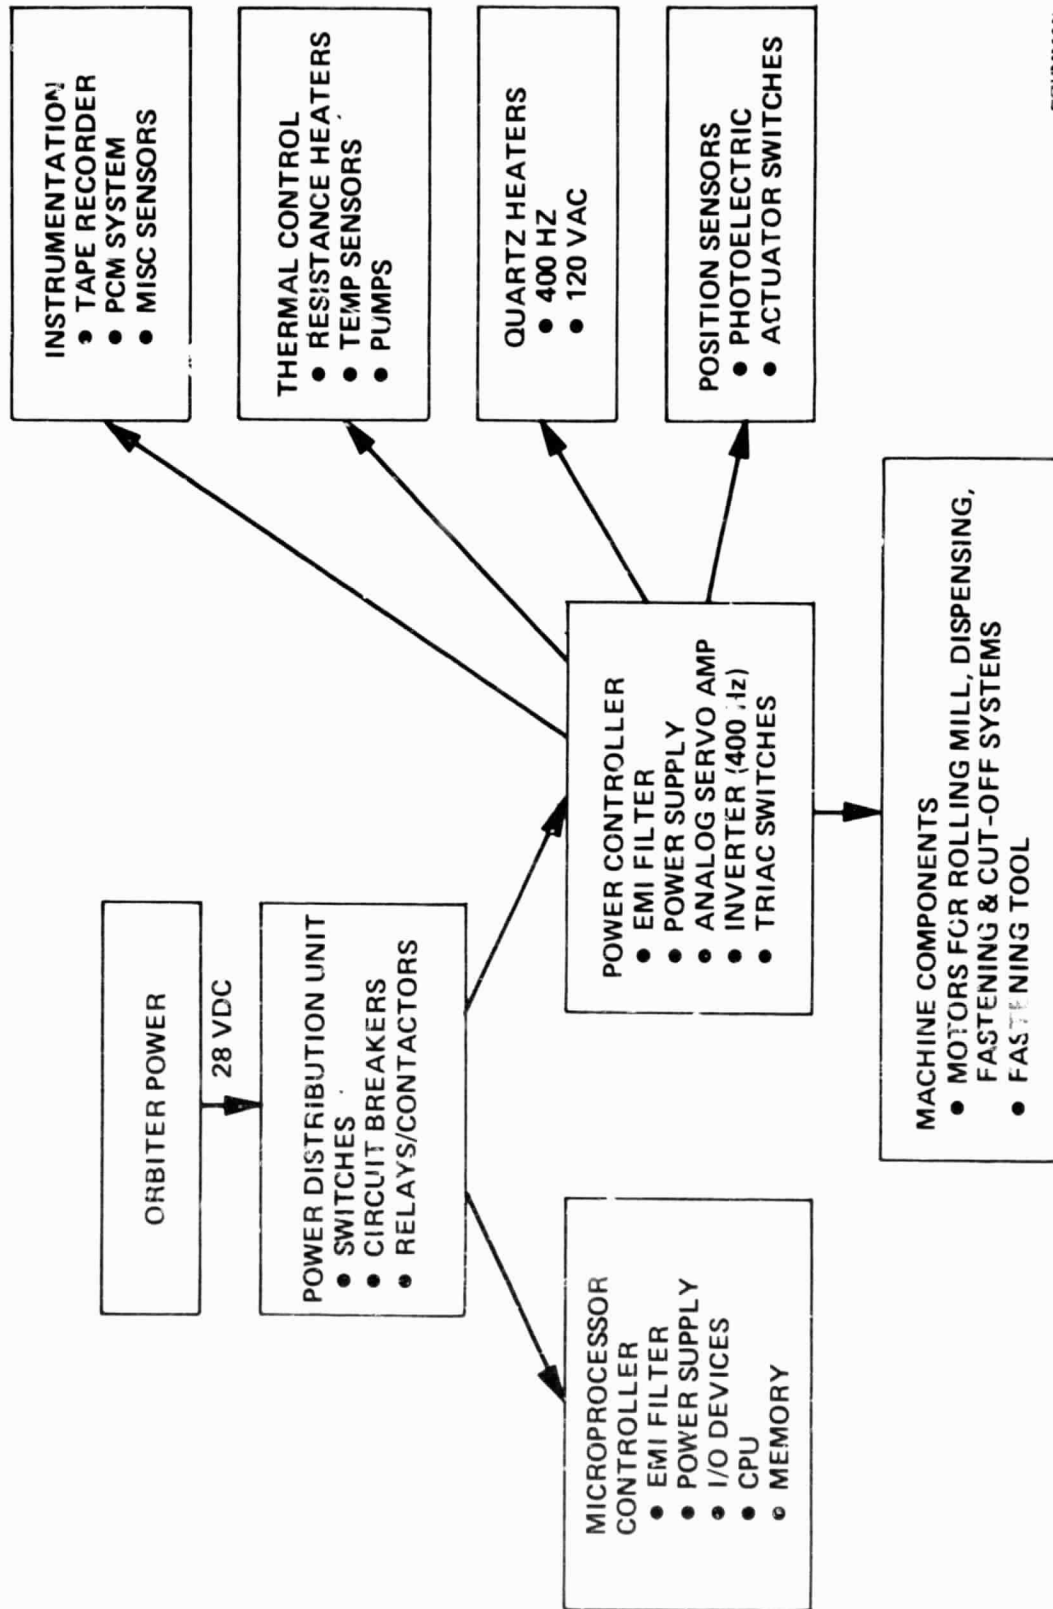 ORBITER POWER
28 VDC
POWER DISTRIBUTION UNIT
● SWITCHES
● CIRCUIT BREAKERS
● RELAYS/CONTACTORS
MICROPROCESSOR
CONTROLLER
● EMI FILTER
● POWER SUPPLY
● I/O DEVICES
● CPU
● MEMORY
POWER CONTROLLER
● EMI FILTER
● POWER SUPPLY
● ANALOG SERVO AMP
● INVERTER (400 Hz)
● TRIAC SWITCHES
INSTRUMENTATION
● TAPE RECORDER
● PCM SYSTEM
● MISC SENSORS
THERMAL CONTROL
● RESISTANCE HEATERS
● TEMP SENSORS
● PUMPS
QUARTZ HEATERS
● 400 HZ
● 120 VAC
POSITION SENSORS
● PHOTOELECTRIC
● ACTUATOR SWITCHES
MACHINE COMPONENTS
● MOTORS FOR ROLLING MILL, DISPENSING,
FASTENING & CUT-OFF SYSTEMS
● FASTENING TOOL